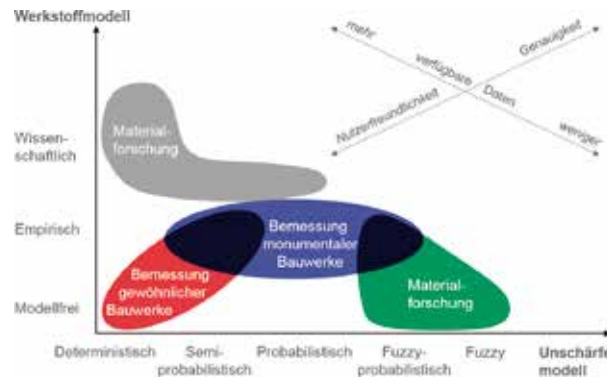 Werkstoffmodell
mehr
Genauigkeit
verfügbare
Daten
Nutzerfreundlichkeit
weniger
Wissen-
schaftlich
Material-
forschung
Empirisch
Bemessung
monumentaler
Bauwerke
Bemessung
gewöhnlicher
Bauwerke
Material-
forschung
Modellfrei
Deterministisch
Semi-
probabilistisch
Probabilistisch
Fuzzy-
probabilistisch
Fuzzy
Unschärfe
modell